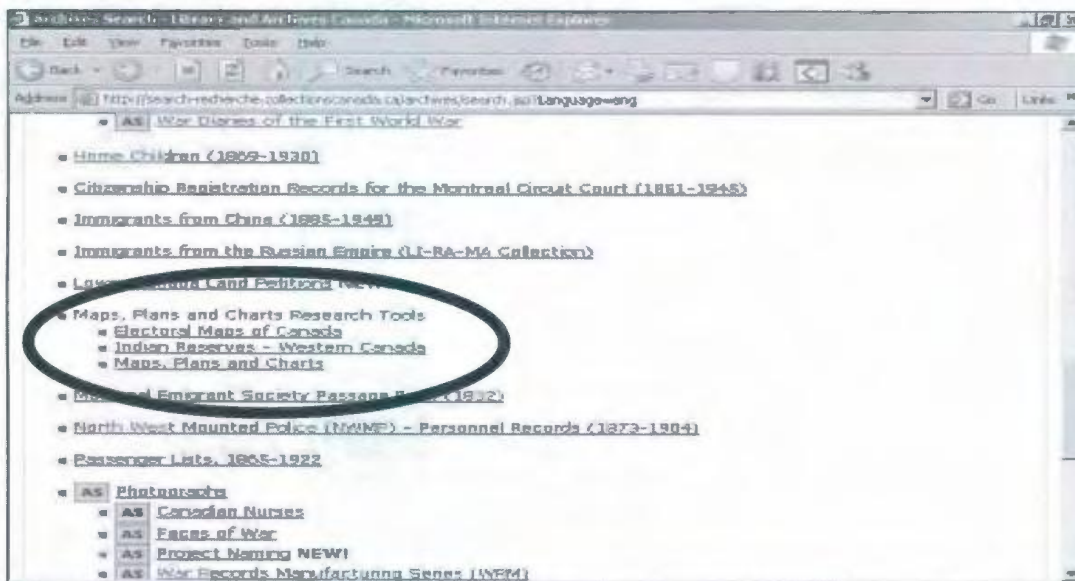 Archives Search - Library and Archives Canada - Microsoft Internet Explorer
File Edit View Favorites Tools Help
Back Search Favorites
Address http://search-recherche.collectionscanada.ca/archives/search.jsp?Language=eng Go Links
AS War Diaries of the First World War
Home Children (1869-1930)
Citizenship Registration Records for the Montreal Circuit Court (1851-1945)
Immigrants from China (1885-1949)
Immigrants from the Russian Empire (LI-RA-MA Collection)
Lower Canada Land Petitions NEW
Maps, Plans and Charts Research Tools
Electoral Maps of Canada
Indian Reserves - Western Canada
Maps, Plans and Charts
Montreal Emigrant Society Passage Book (1832)
North West Mounted Police (NWMP) - Personnel Records (1873-1904)
Passenger Lists, 1865-1922
AS Photographs
AS Canadian Nurses
AS Faces of War
AS Project Naming NEW!
AS War Records Manufacturing Series (WRM)